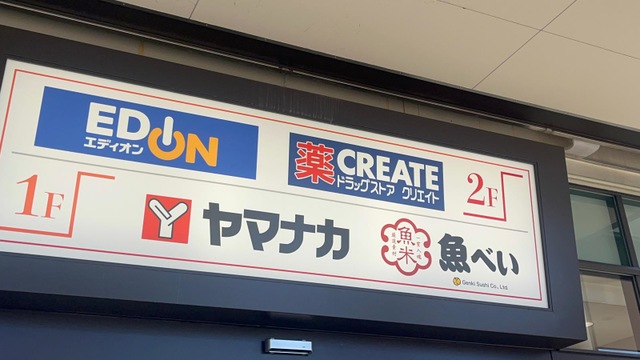 EDION
エディオン
薬 CREATE
ドラッグストア クリエイト
2F
1F
ヤマナカ
魚米
魚べい
Genki Sushi Co., Ltd.